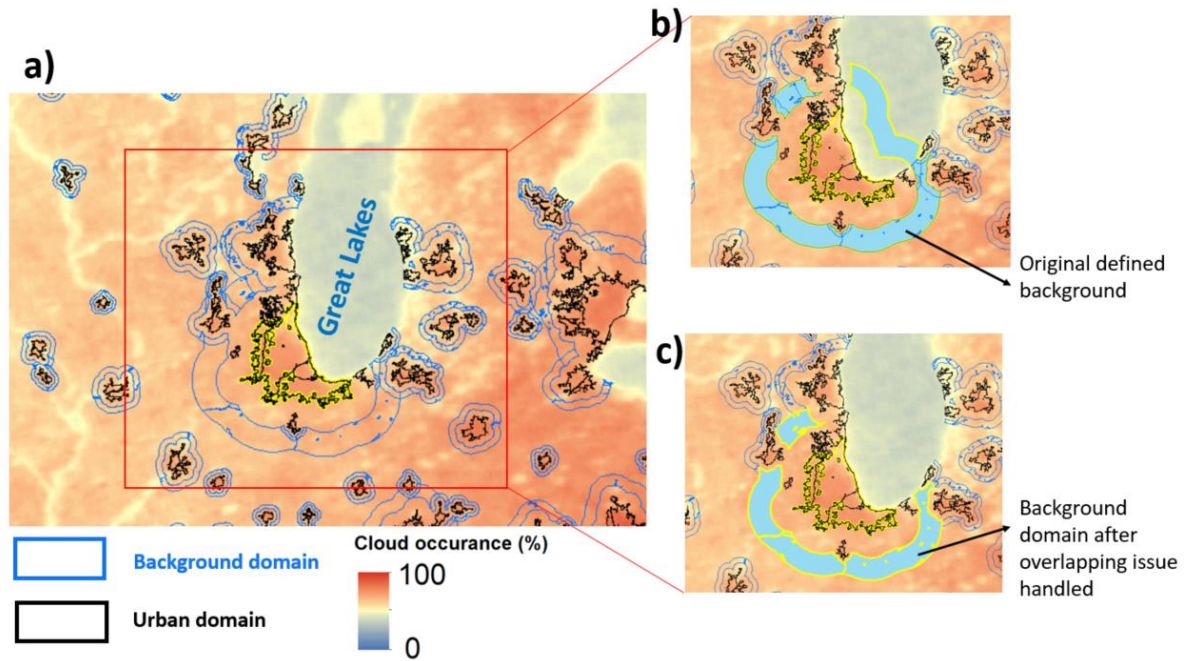 a)
Great Lakes
Background domain
Urban domain
Cloud occurance (%)
100
0
b)
Original defined
background
c)
Background
domain after
overlapping issue
handled